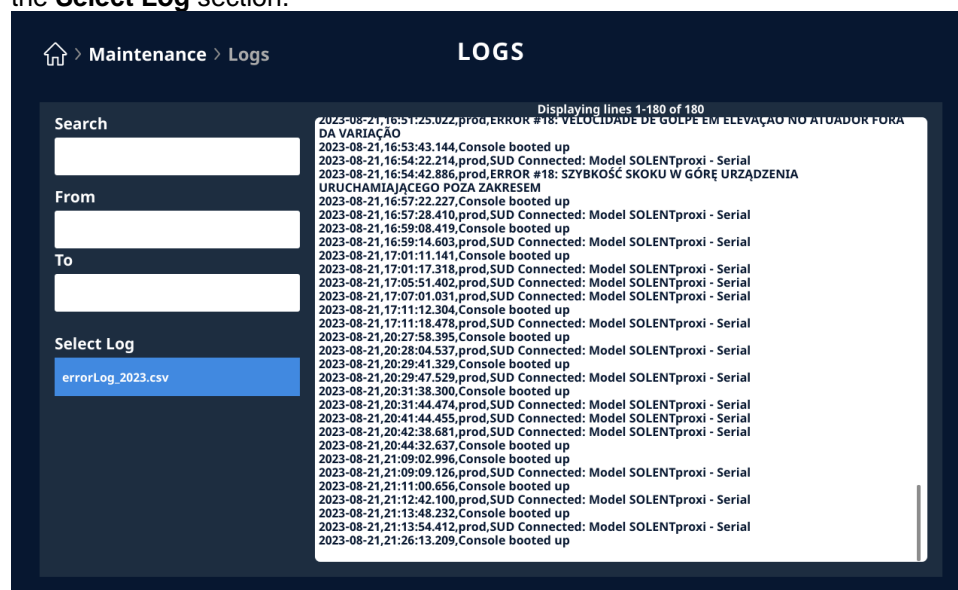 the Select Log section.
Maintenance > Logs
LOGS
Displaying lines 1-180 of 180
Search
From
To
Select Log
errorLog_2023.csv
2023-08-21,16:51:25.022,prod,ERROR #18: VELOCIDADE DE GOLPE EM ELEVAÇÃO NO ATUADOR FORA
DA VARIAÇÃO
2023-08-21,16:53:43.144,Console booted up
2023-08-21,16:54:22.214,prod,SUD Connected: Model SOLENTproxi - Serial
2023-08-21,16:54:42.886,prod,ERROR #18: SZYBKOŚĆ SKOKU W GÓRĘ URZĄDZENIA
URUCHAMIAJĄCEGO POZA ZAKRESEM
2023-08-21,16:57:22.227,Console booted up
2023-08-21,16:57:28.410,prod,SUD Connected: Model SOLENTproxi - Serial
2023-08-21,16:59:08.419,Console booted up
2023-08-21,16:59:14.603,prod,SUD Connected: Model SOLENTproxi - Serial
2023-08-21,17:01:11.141,Console booted up
2023-08-21,17:01:17.318,prod,SUD Connected: Model SOLENTproxi - Serial
2023-08-21,17:05:51.402,prod,SUD Connected: Model SOLENTproxi - Serial
2023-08-21,17:07:01.031,prod,SUD Connected: Model SOLENTproxi - Serial
2023-08-21,17:11:12.304,Console booted up
2023-08-21,17:11:18.478,prod,SUD Connected: Model SOLENTproxi - Serial
2023-08-21,20:27:58.395,Console booted up
2023-08-21,20:28:04.537,prod,SUD Connected: Model SOLENTproxi - Serial
2023-08-21,20:29:41.329,Console booted up
2023-08-21,20:29:47.529,prod,SUD Connected: Model SOLENTproxi - Serial
2023-08-21,20:31:38.300,Console booted up
2023-08-21,20:31:44.474,prod,SUD Connected: Model SOLENTproxi - Serial
2023-08-21,20:41:44.455,prod,SUD Connected: Model SOLENTproxi - Serial
2023-08-21,20:42:38.681,prod,SUD Connected: Model SOLENTproxi - Serial
2023-08-21,20:44:32.637,Console booted up
2023-08-21,21:09:02.996,Console booted up
2023-08-21,21:09:09.126,prod,SUD Connected: Model SOLENTproxi - Serial
2023-08-21,21:11:00.656,Console booted up
2023-08-21,21:12:42.100,prod,SUD Connected: Model SOLENTproxi - Serial
2023-08-21,21:13:48.232,Console booted up
2023-08-21,21:13:54.412,prod,SUD Connected: Model SOLENTproxi - Serial
2023-08-21,21:26:13.209,Console booted up